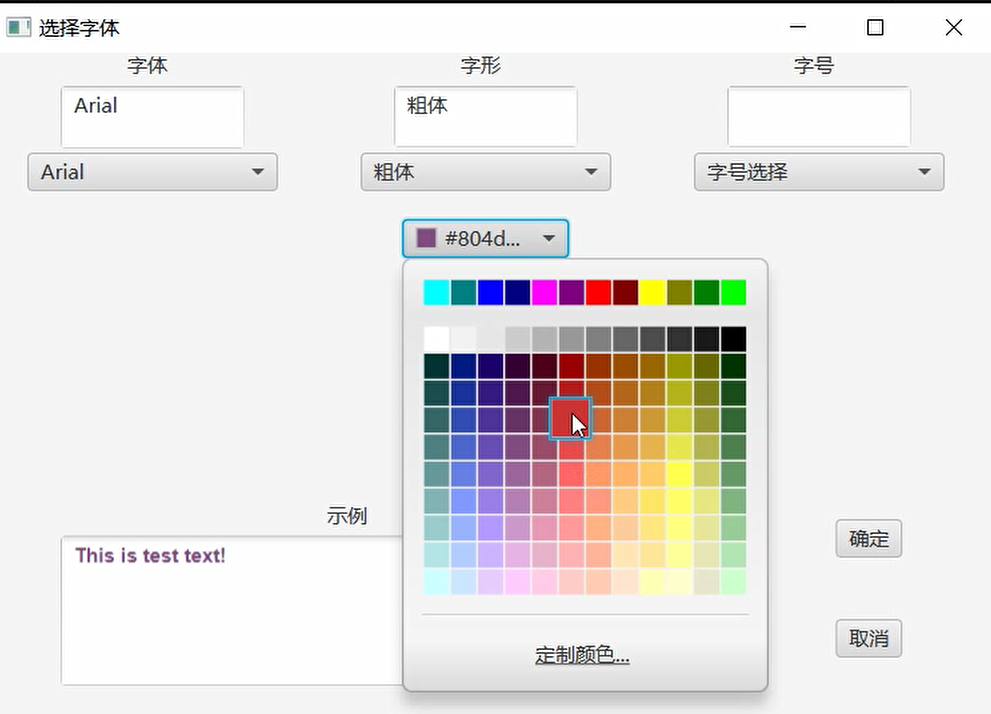 选择字体
字体
字形
字号
Arial
粗体
Arial
粗体
字号选择
#804d...
示例
This is test text!
确定
取消
定制颜色...